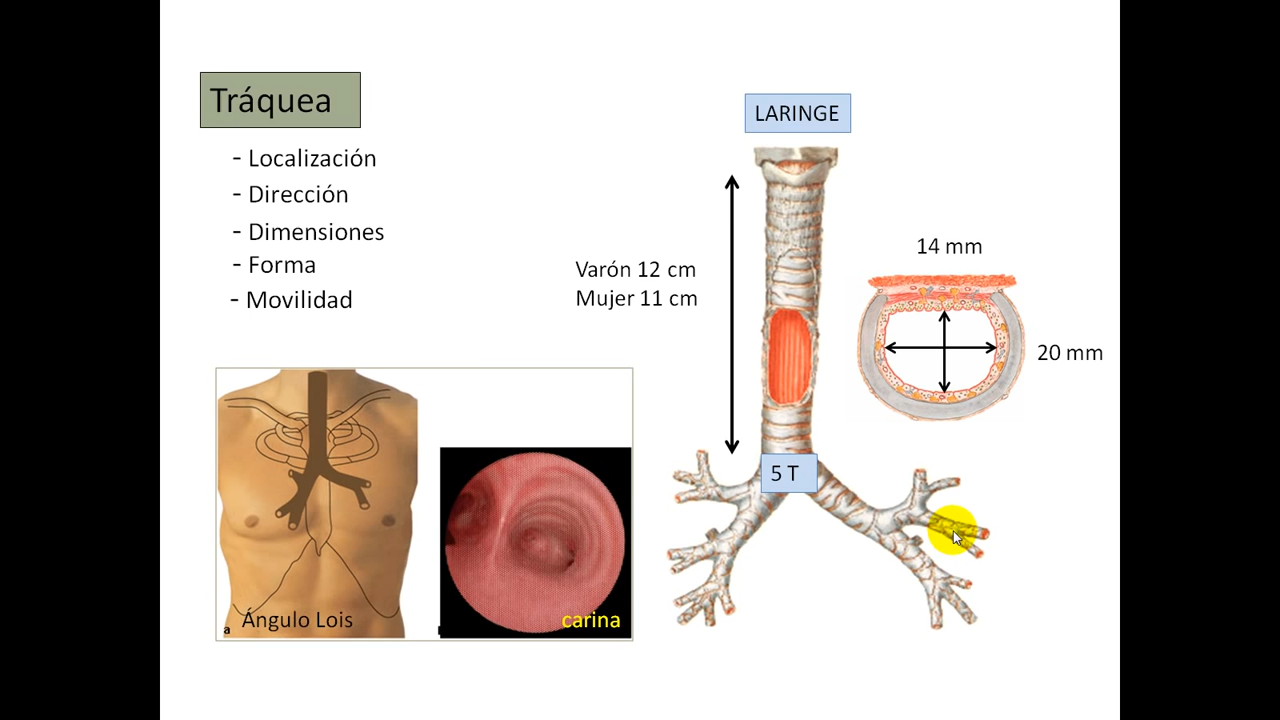 Tráquea
- Localización
- Dirección
- Dimensiones
- Forma
- Movilidad
LARINGE
Varón 12 cm
Mujer 11 cm
14 mm
20 mm
5 T
a
Ángulo Lois
carina